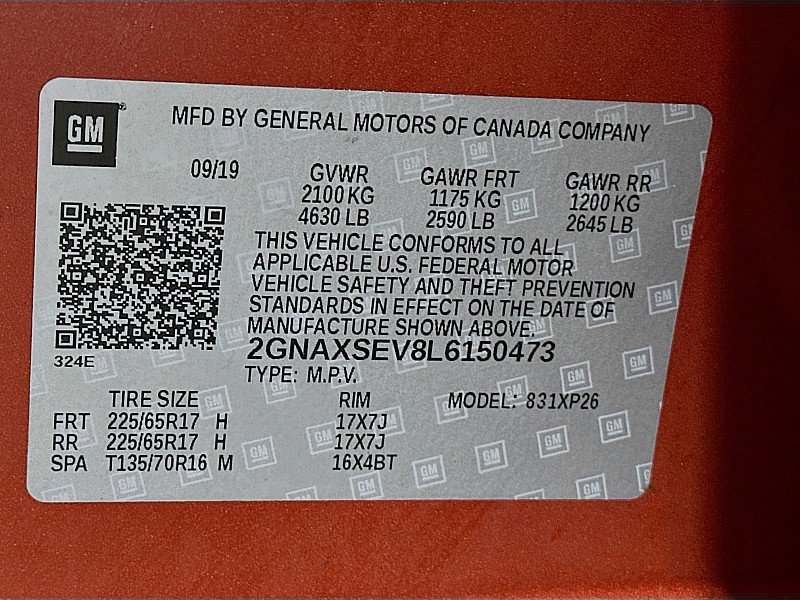 GM
MFD BY GENERAL MOTORS OF CANADA COMPANY
09/19 GVWR GAWR FRT GAWR RR
2100 KG 1175 KG 1200 KG
4630 LB 2590 LB 2645 LB
THIS VEHICLE CONFORMS TO ALL
APPLICABLE U.S. FEDERAL MOTOR
VEHICLE SAFETY AND THEFT PREVENTION
STANDARDS IN EFFECT ON THE DATE OF
MANUFACTURE SHOWN ABOVE.
324E
2GNAXSEV8L6150473
TYPE: M.P.V.
TIRE SIZE RIM MODEL: 831XP26
FRT 225/65R17 H 17X7J
RR 225/65R17 H 17X7J
SPA T135/70R16 M 16X4BT